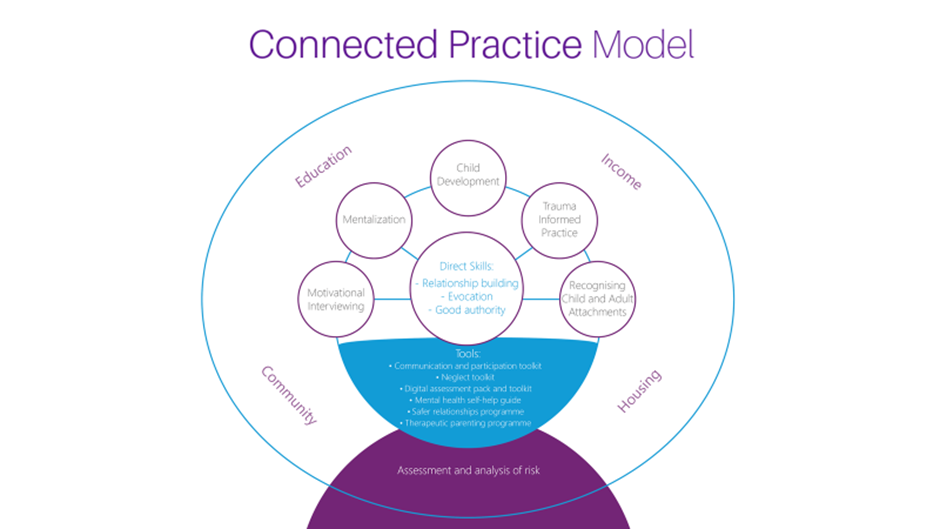 Connected Practice Model
Education
Income
Child
Development
Mentalization
Trauma
Informed
Practice
Motivational
Interviewing
Direct Skills:
- Relationship building
- Evocation
- Good authority
Recognising
Child and Adult
Attachments
Tools:
• Communication and participation toolkit
• Neglect toolkit
• Digital assessment pack and toolkit
• Mental health self-help guide
• Safer relationships programme
• Therapeutic parenting programme
Community
Housing
Assessment and analysis of risk